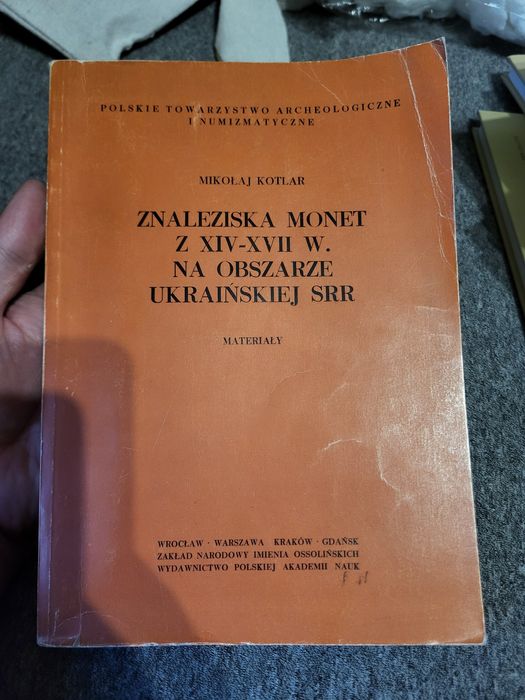 POLSKIE TOWARZYSTWO ARCHEOLOGICZNE
I NUMIZMATYCZNE
MIKOŁAJ KOTLAR
ZNALEZISKA MONET
Z XIV-XVII W.
NA OBSZARZE
UKRAIŃSKIEJ SRR
MATERIAŁY
WROCŁAW · WARSZAWA KRAKÓW · GDAŃSK
ZAKŁAD NARODOWY IMIENIA OSSOLIŃSKICH
WYDAWNICTWO POLSKIEJ AKADEMII NAUK